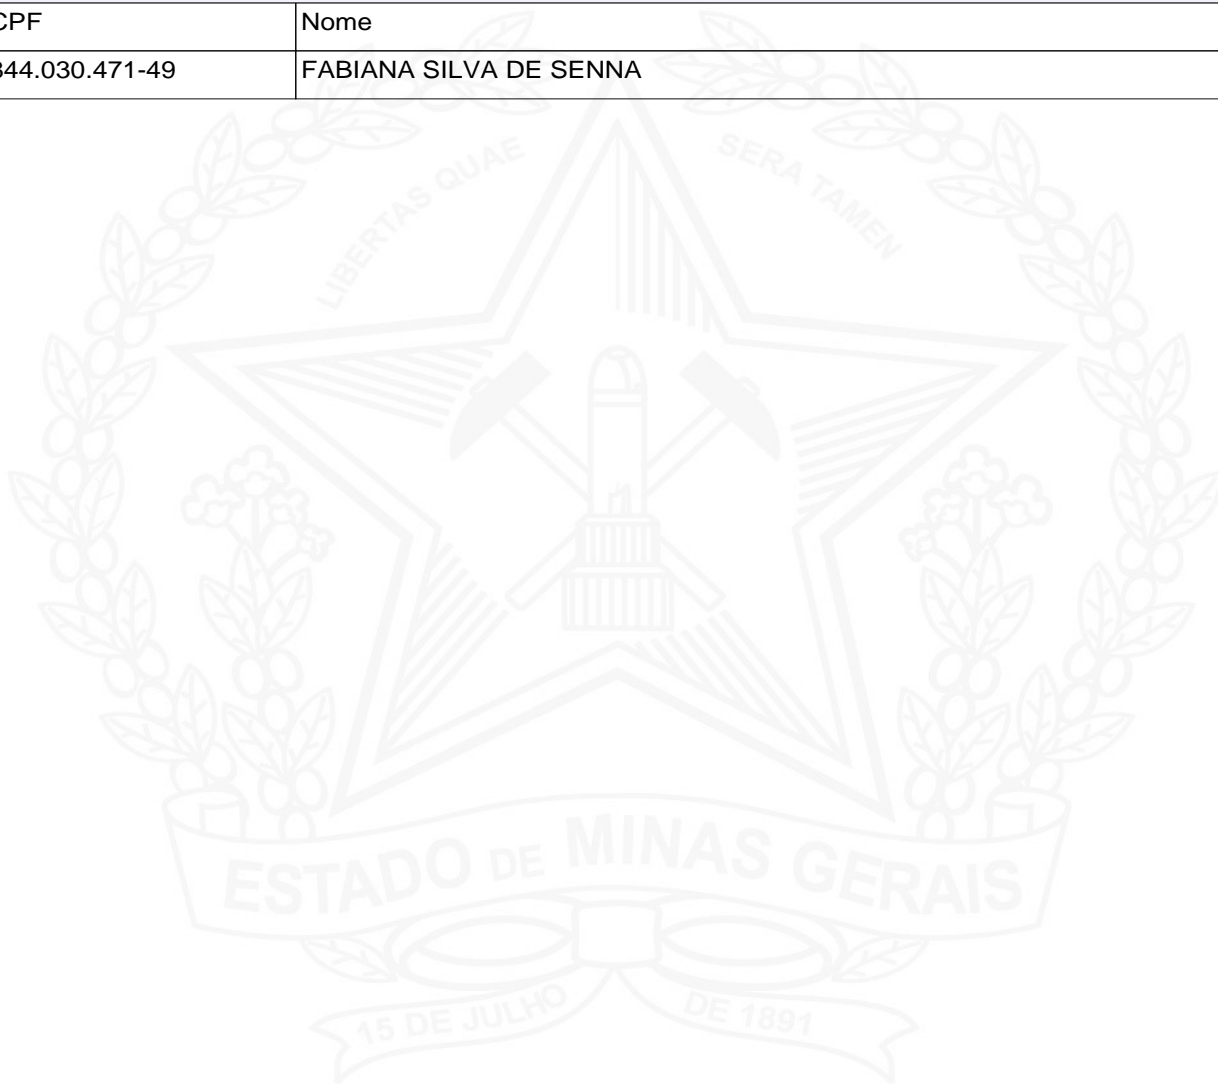 CPF Nome
844.030.471-49 FABIANA SILVA DE SENNA
LIBERTAS QUAE SERA TAMEN
ESTADO DE MINAS GERAIS
15 DE JULHO DE 1891